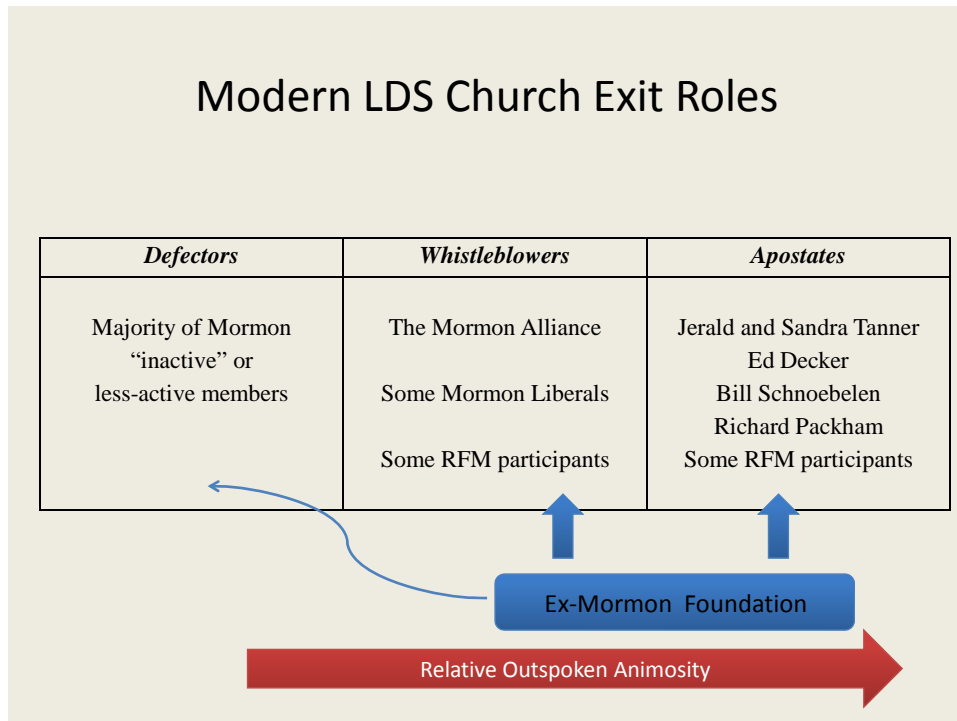 Modern LDS Church Exit Roles
Defectors
Whistleblowers
Apostates
Majority of Mormon
“inactive” or
less-active members
The Mormon Alliance
Some Mormon Liberals
Some RFM participants
Jerald and Sandra Tanner
Ed Decker
Bill Schnoebelen
Richard Packham
Some RFM participants
Ex-Mormon Foundation
Relative Outspoken Animosity